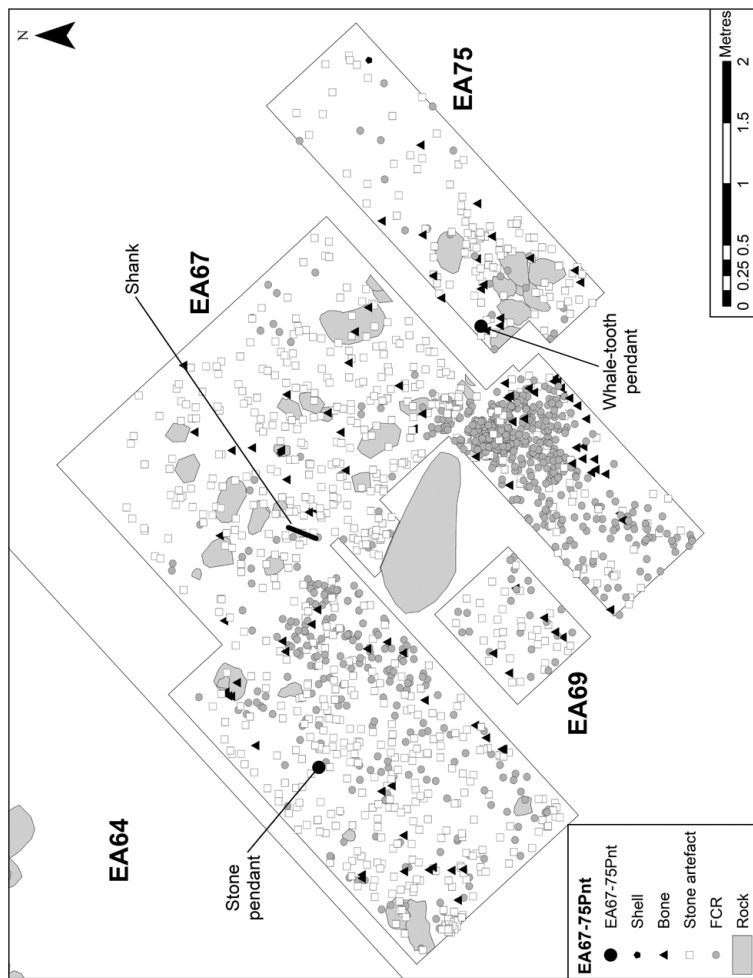 N
EA64
EA67
EA75
EA69
Shank
Stone
pendant
Whale-tooth
pendant
EA67-75Pnt
EA67-75Pnt
Shell
Bone
Stone artefact
FCR
Rock
Metres
0 0.25 0.5 1 1.5 2